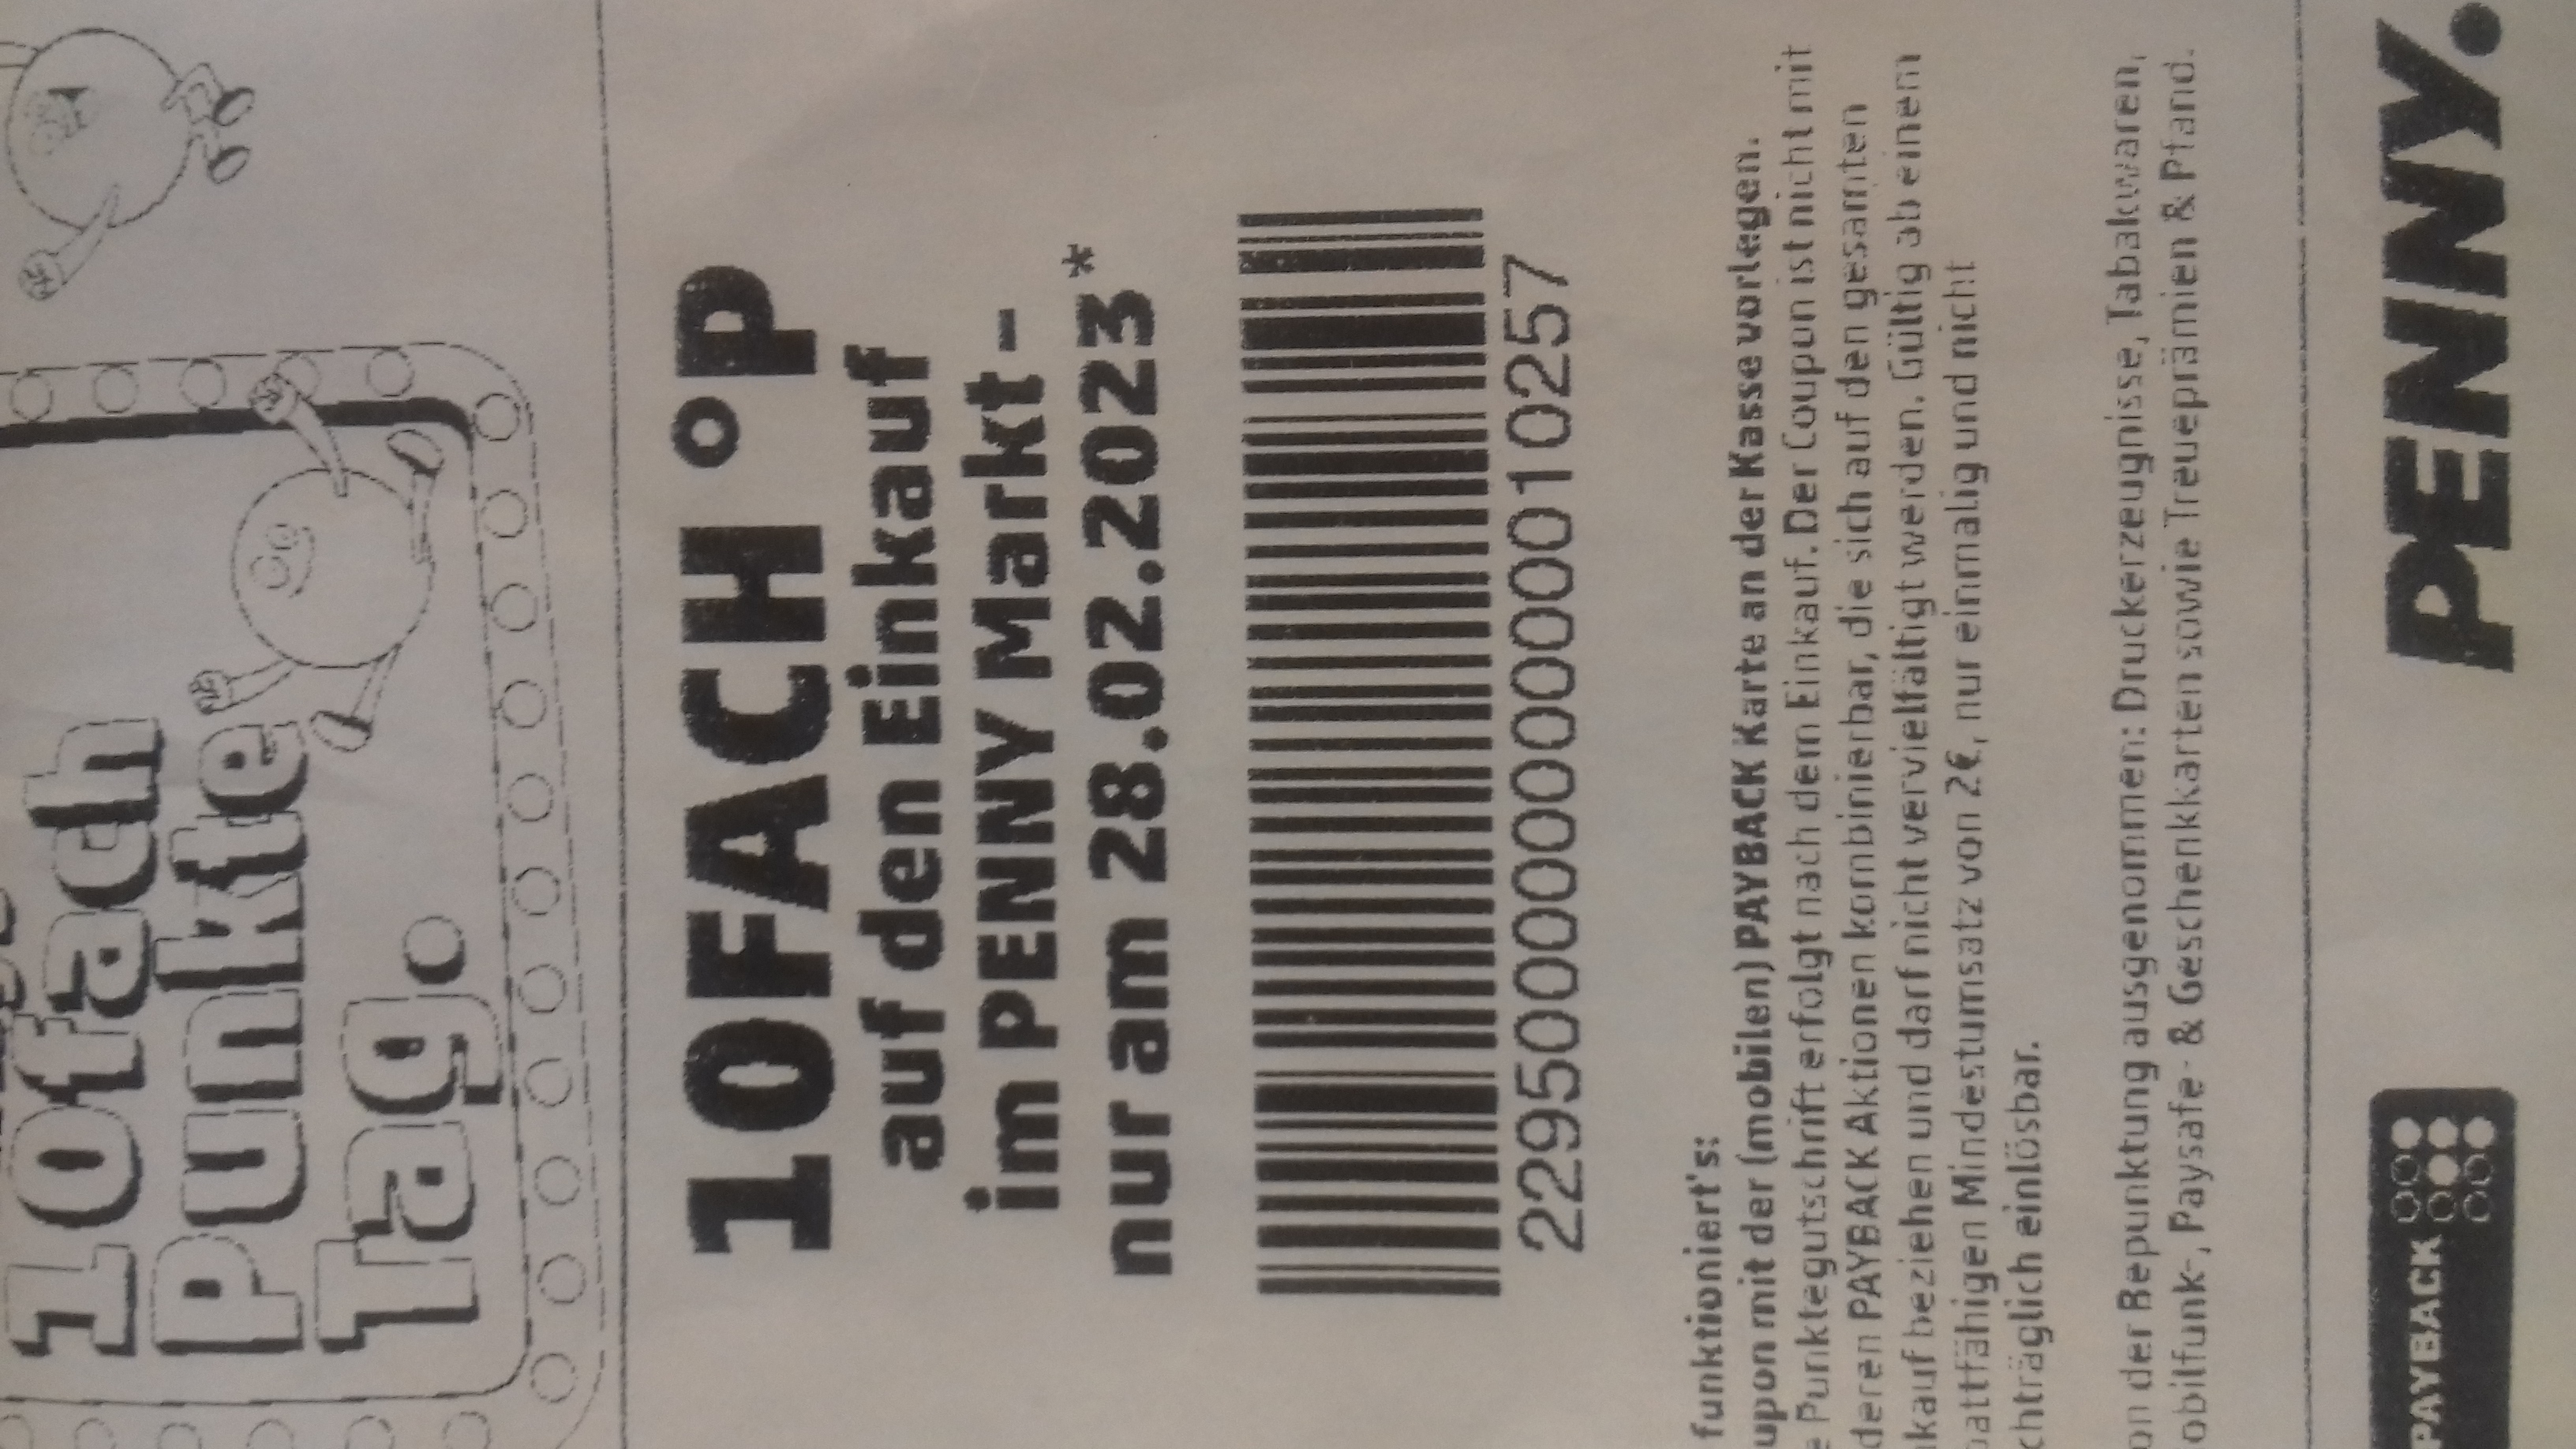 10fach
Punkte
Tag.
10FACH °P
auf den Einkauf
im PENNY Markt –
nur am 28.02.2023*
2295000000000010257
funktioniert's:
upon mit der (mobilen) PAYBACK Karte an der Kasse vorlegen.
e Punktegutschrift erfolgt nach dem Einkauf. Der Coupon ist nicht mit
deren PAYBACK Aktionen kombinierbar, die sich auf den gesamten
nkauf beziehen und darf nicht vervielfältigt werden. Gültig ab einem
battfähigen Mindestumsatz von 2€, nur einmalig und nicht
chträglich einlösbar.
on der Bepunktung ausgenommen: Druckerzeugnisse, Tabakwaren,
obilfunk-, Paysafe- & Geschenkkarten sowie Treueprämien & Pfand.
PAYBACK
PENNY.